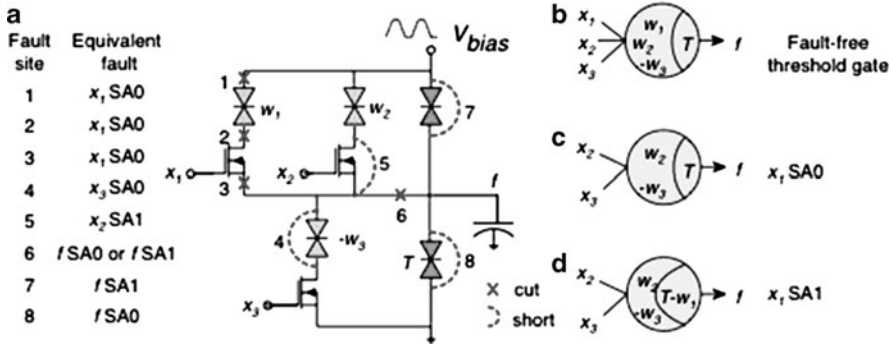 a
Fault site Equivalent fault
1 x₁ SA0
2 x₁ SA0
3 x₁ SA0
4 x₃ SA0
5 x₂ SA1
6 f SA0 or f SA1
7 f SA1
8 f SA0
V_bias
1
w₁
w₂
7
2
x₁
x₂
5
3
6
f
4
-w₃
T
8
x₃
cut
short
b
x₁
x₂
x₃
w₁
w₂
-w₃
T
f
Fault-free
threshold gate
c
x₂
x₃
w₂
-w₃
T
f
x₁ SA0
d
x₂
x₃
w₂
-w₃
T-w₁
f
x₁ SA1